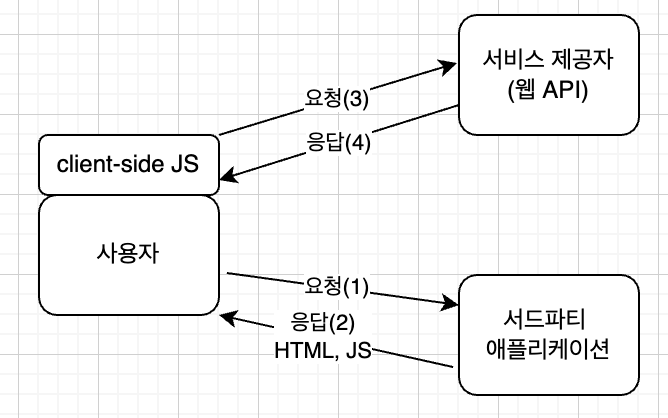 서비스 제공자
(웹 API)
요청(3)
응답(4)
client-side JS
사용자
요청(1)
응답(2)
HTML, JS
서드파티
애플리케이션